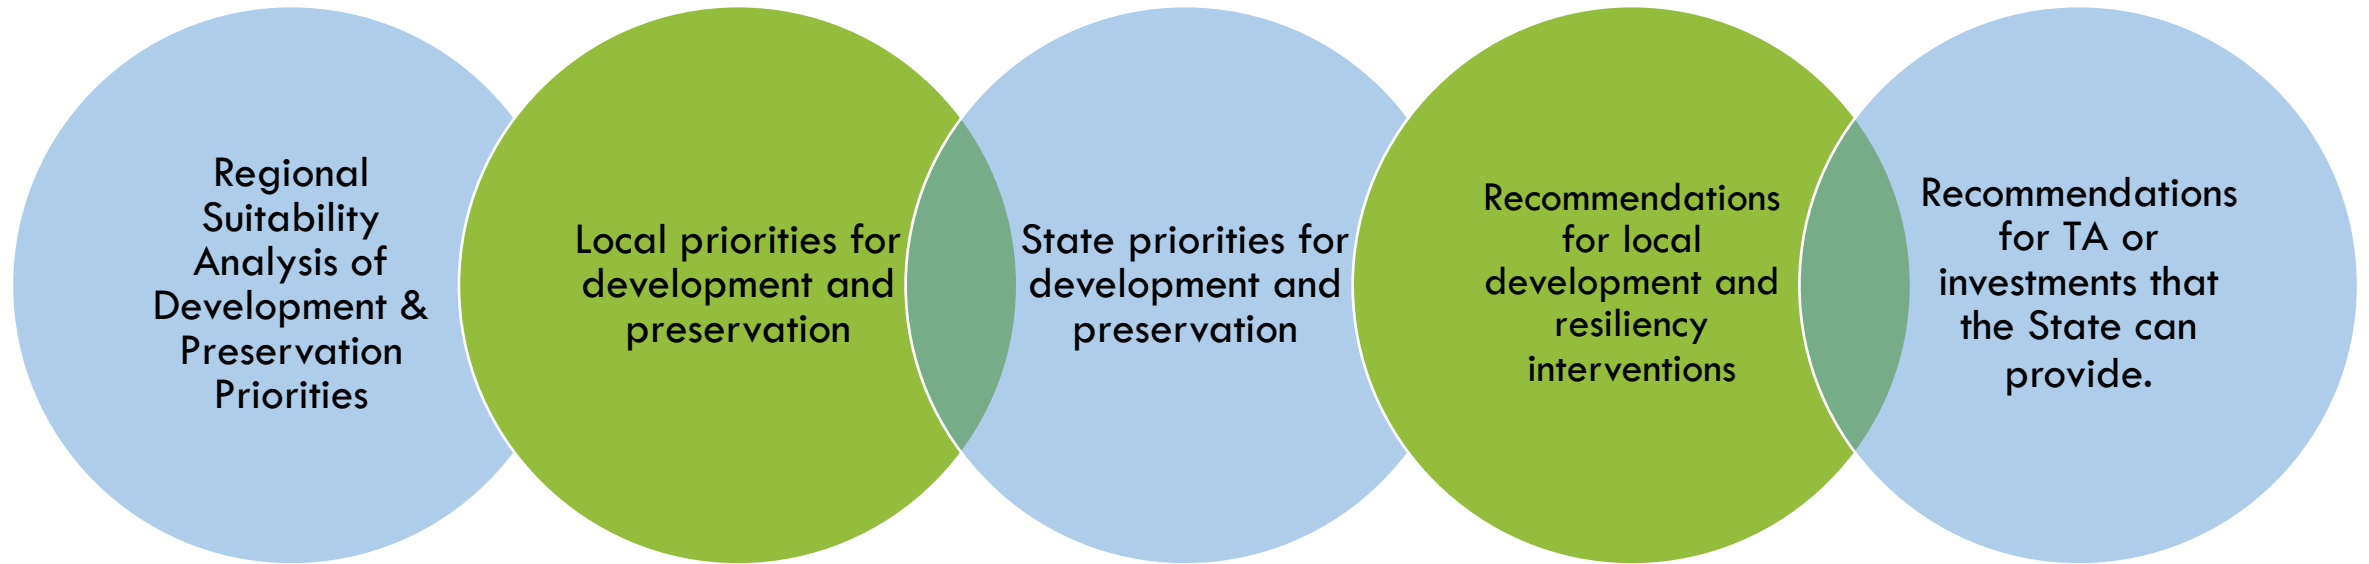 Regional
Suitability
Analysis of
Development &
Preservation
Priorities
Local priorities for
development and
preservation
State priorities for
development and
preservation
Recommendations
for local
development and
resiliency
interventions
Recommendations
for TA or
investments that
the State can
provide.